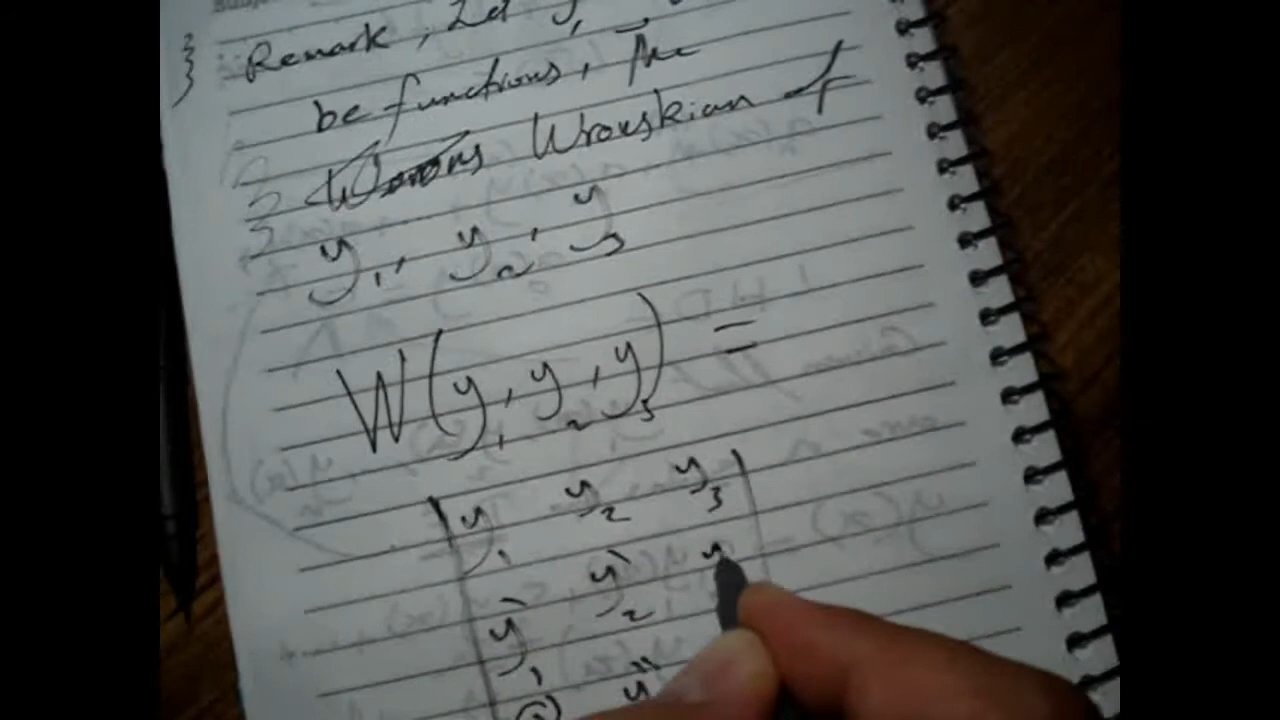 Remark, Let y
be functions, The
Wronskian of
y₁, y₂, y₃
W(y₁, y₂, y₃) =
y₁ y₂ y₃
y₁' y₂' y
y''